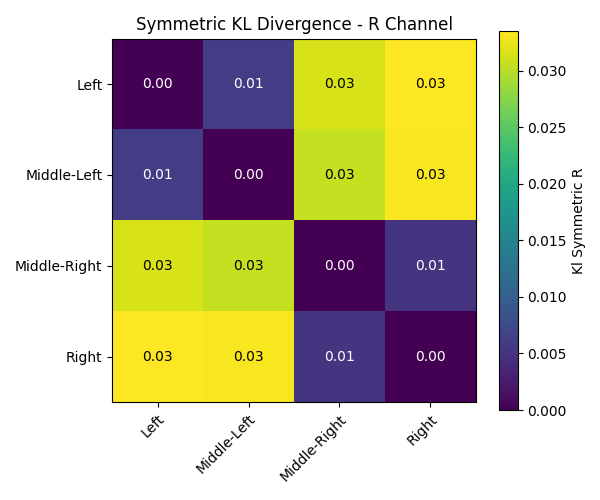 Symmetric KL Divergence - R Channel
Left 0.00 0.01 0.03 0.03
Middle-Left 0.01 0.00 0.03 0.03
Middle-Right 0.03 0.03 0.00 0.01
Right 0.03 0.03 0.01 0.00
Left Middle-Left Middle-Right Right
0.030
0.025
0.020
0.015
0.010
0.005
0.000
Kl Symmetric R